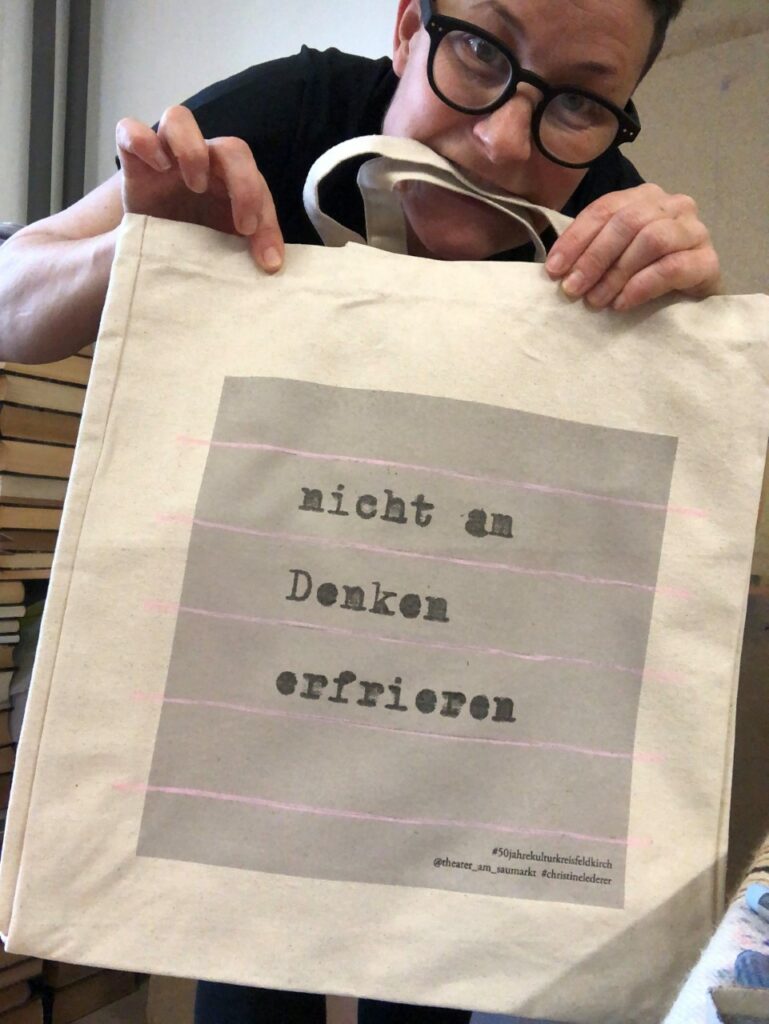 nicht am
Denken
erfrieren
#50jahrekulturkreisfeldkirch
@theater_am_saumarkt #christinelederer